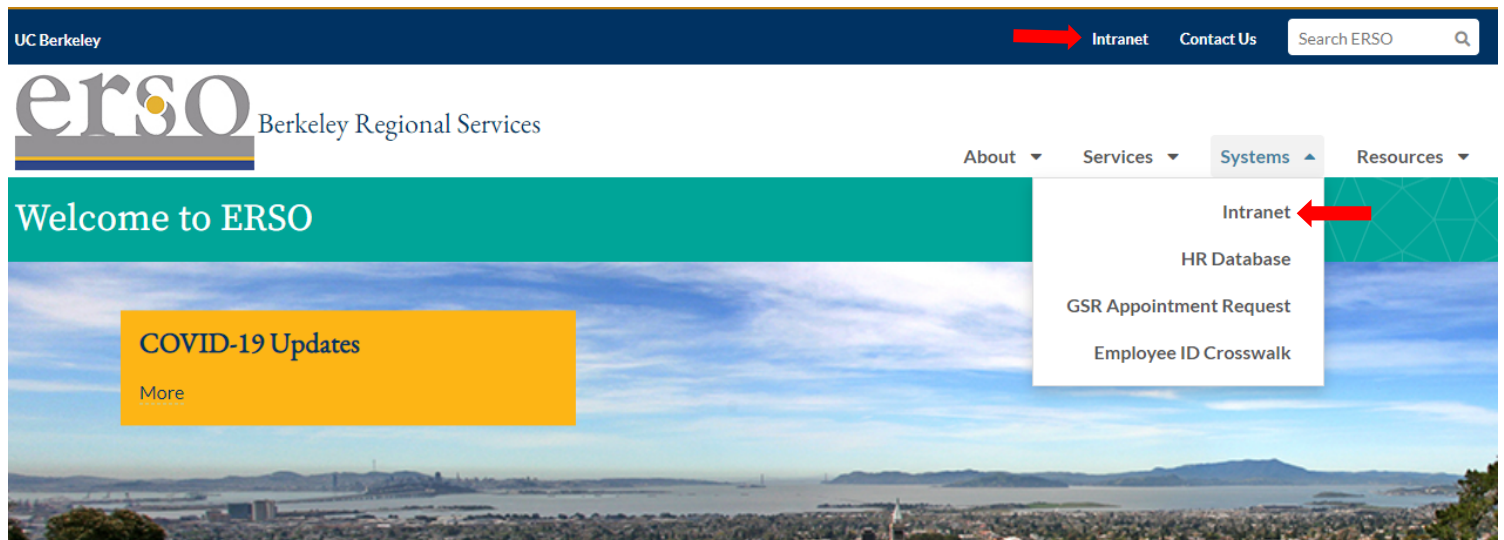 UC Berkeley
Intranet
Contact Us
Search ERSO
erso
Berkeley Regional Services
About
Services
Systems
Resources
Welcome to ERSO
Intranet
HR Database
GSR Appointment Request
Employee ID Crosswalk
COVID-19 Updates
More